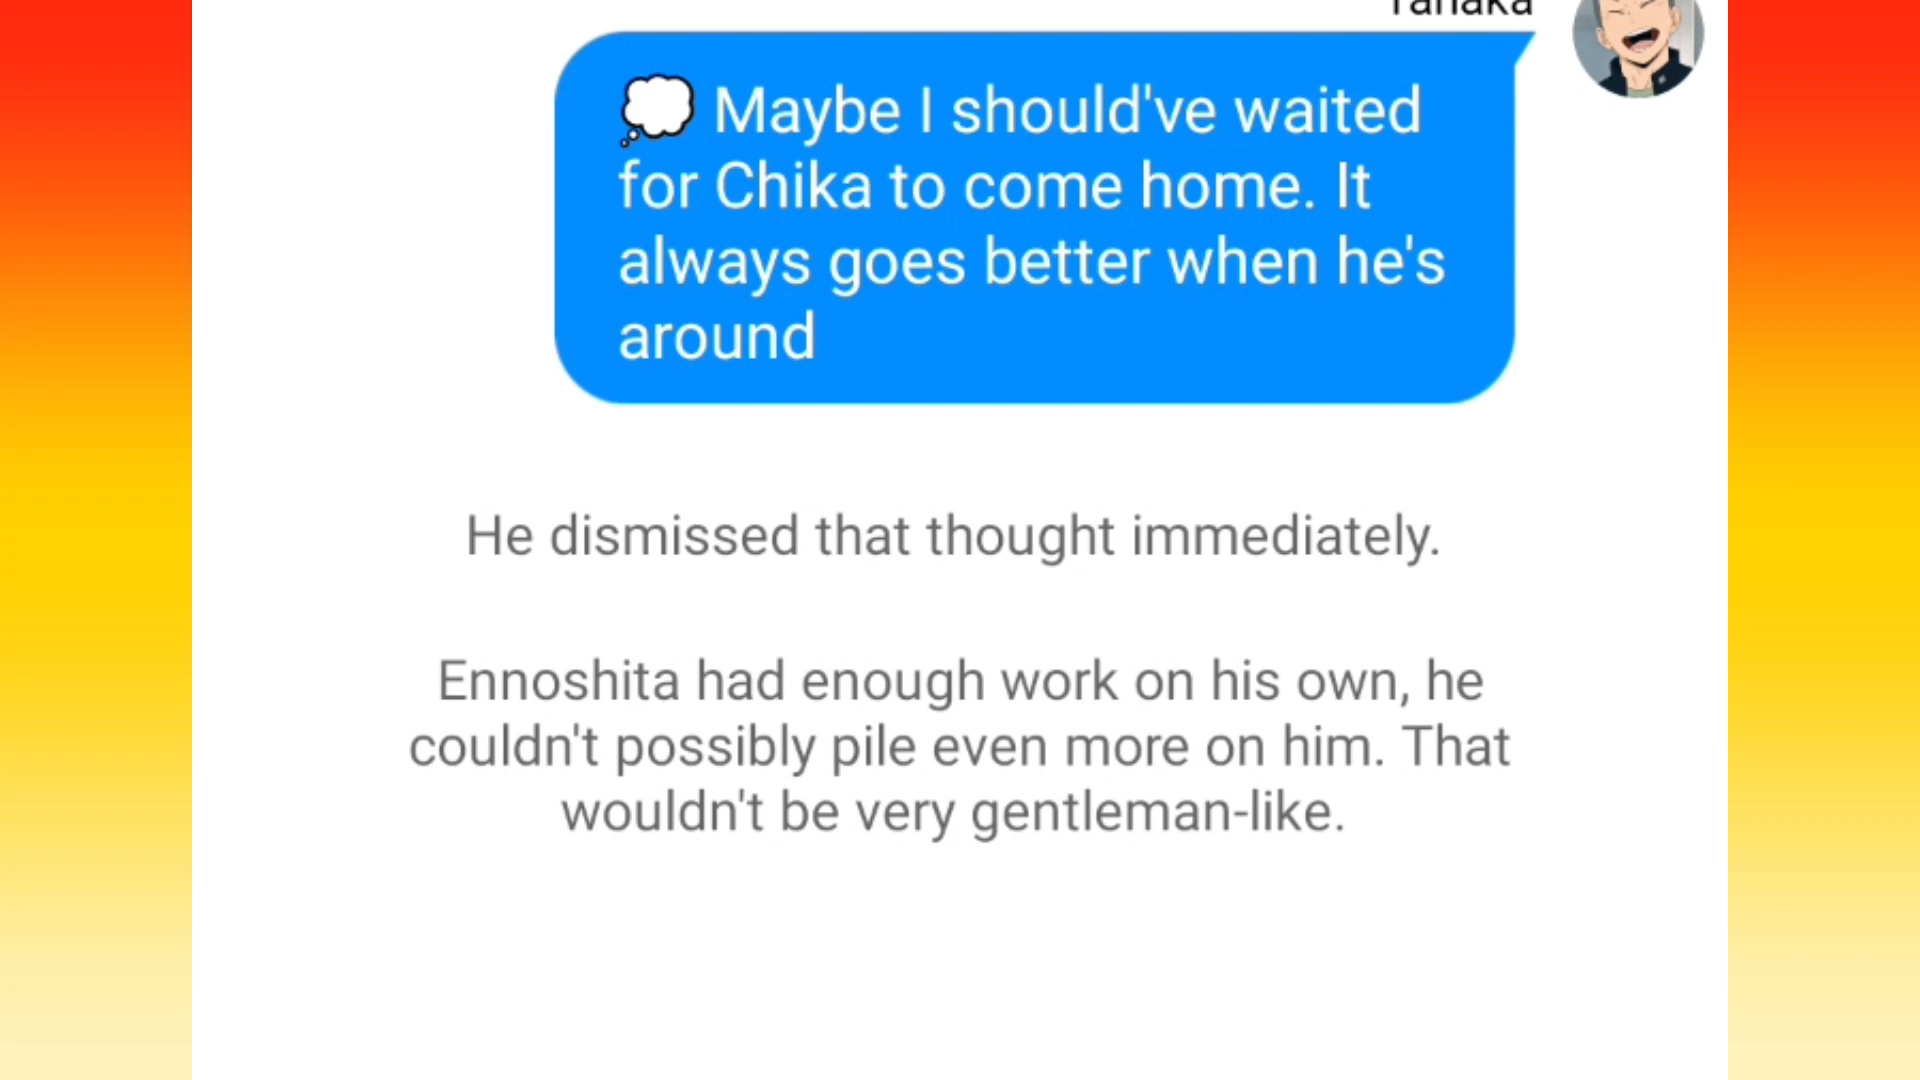 Tanaka
💭 Maybe I should've waited
for Chika to come home. It
always goes better when he's
around
He dismissed that thought immediately.
Ennoshita had enough work on his own, he
couldn't possibly pile even more on him. That
wouldn't be very gentleman-like.